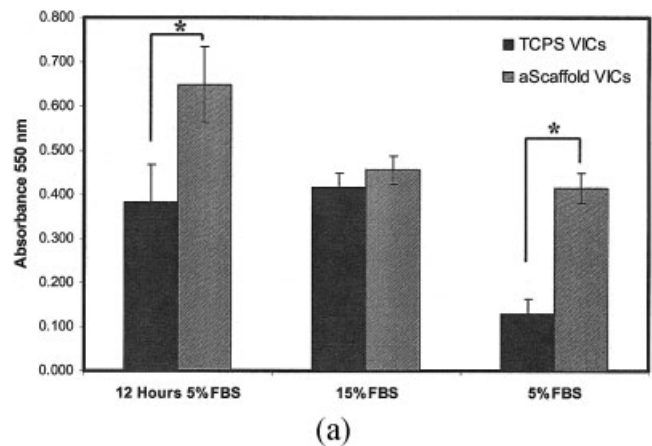 0.800
0.700
0.600
0.500
0.400
0.300
0.200
0.100
0.000
Absorbance 550 nm
*
*
TCPS VICs
aScaffold VICs
12 Hours 5%FBS
15%FBS
5%FBS
(a)